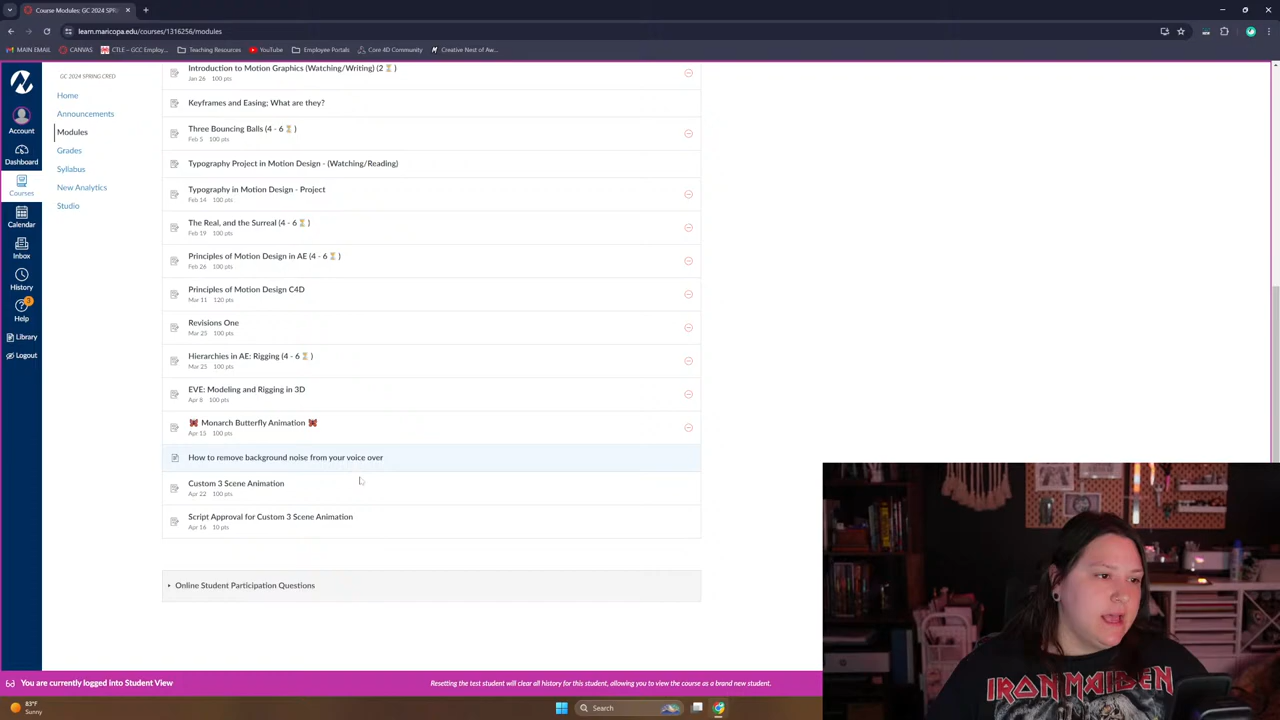 Course Modules: GC 2024 SPR
learn.maricopa.edu/courses/1316256/modules
MAIN EMAIL
CANVAS
CTLE – GCC Employ...
Teaching Resources
YouTube
Employee Portals
Core 4D Community
Creative Nest of Aw...
GC 2024 SPRING CRED
Home
Announcements
Modules
Grades
Syllabus
New Analytics
Studio
Account
Dashboard
Courses
Calendar
Inbox
History
3
Help
Library
Logout
Introduction to Motion Graphics (Watching/Writing) (2 ⏳)
Jan 26 100 pts
Keyframes and Easing; What are they?
Three Bouncing Balls (4 - 6 ⏳)
Feb 5 100 pts
Typography Project in Motion Design - (Watching/Reading)
Typography in Motion Design - Project
Feb 14 100 pts
The Real, and the Surreal (4 - 6 ⏳)
Feb 19 100 pts
Principles of Motion Design in AE (4 - 6 ⏳)
Feb 26 100 pts
Principles of Motion Design C4D
Mar 11 120 pts
Revisions One
Mar 25 100 pts
Hierarchies in AE: Rigging (4 - 6 ⏳)
Mar 25 100 pts
EVE: Modeling and Rigging in 3D
Apr 8 100 pts
Monarch Butterfly Animation
Apr 15 100 pts
How to remove background noise from your voice over
Custom 3 Scene Animation
Apr 22 100 pts
Script Approval for Custom 3 Scene Animation
Apr 16 10 pts
Online Student Participation Questions
You are currently logged into Student View
Resetting the test student will clear all history for this student, allowing you to view the course as a brand new student.
83°F
Sunny
Search
IRON MAIDEN